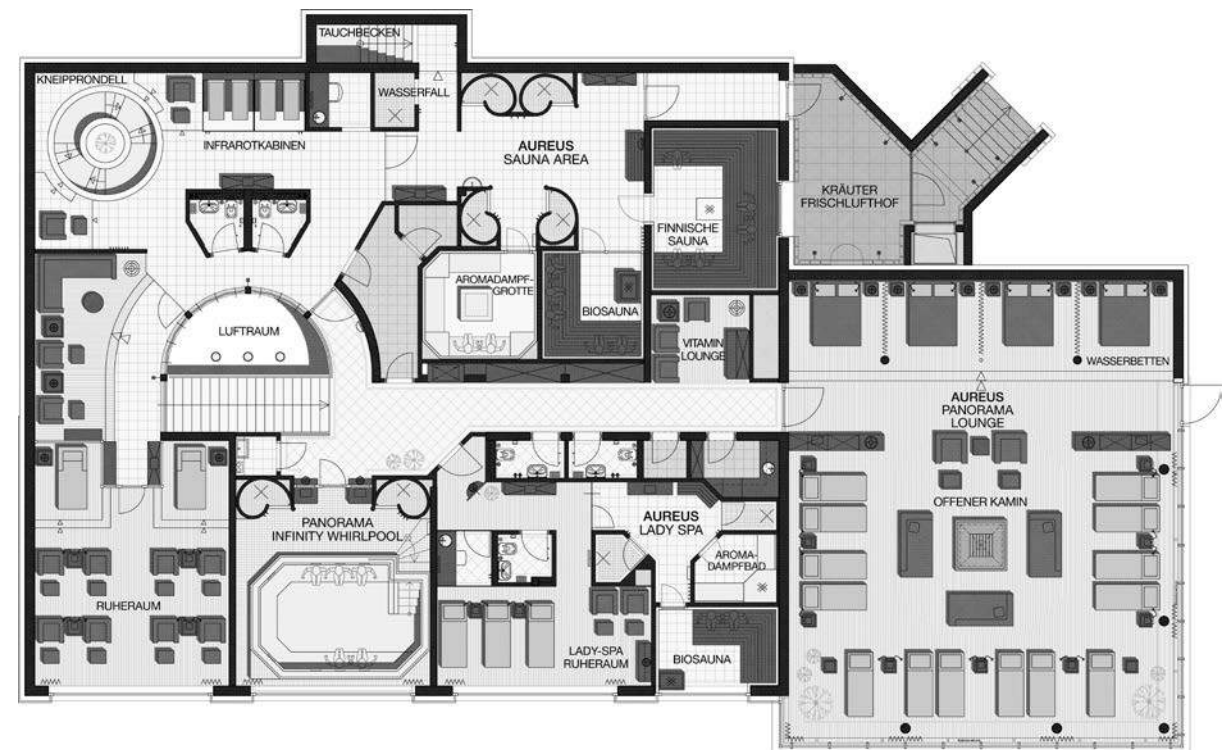 TAUCHBECKEN
KNEIPPRONDELL
WASSERFALL
INFRAROTKABINEN
AUREUS
SAUNA AREA
KRÄUTER
FRISCHLUFTHOF
FINNISCHE
SAUNA
AROMADAMPF-
GROTTE
BIOSAUNA
LUFTRAUM
VITAMIN
LOUNGE
WASSERBETTEN
AUREUS
PANORAMA
LOUNGE
OFFENER KAMIN
PANORAMA
INFINITY WHIRLPOOL
AUREUS
LADY SPA
AROMA-
DAMPFBAD
RUHERAUM
LADY-SPA
RUHERAUM
BIOSAUNA